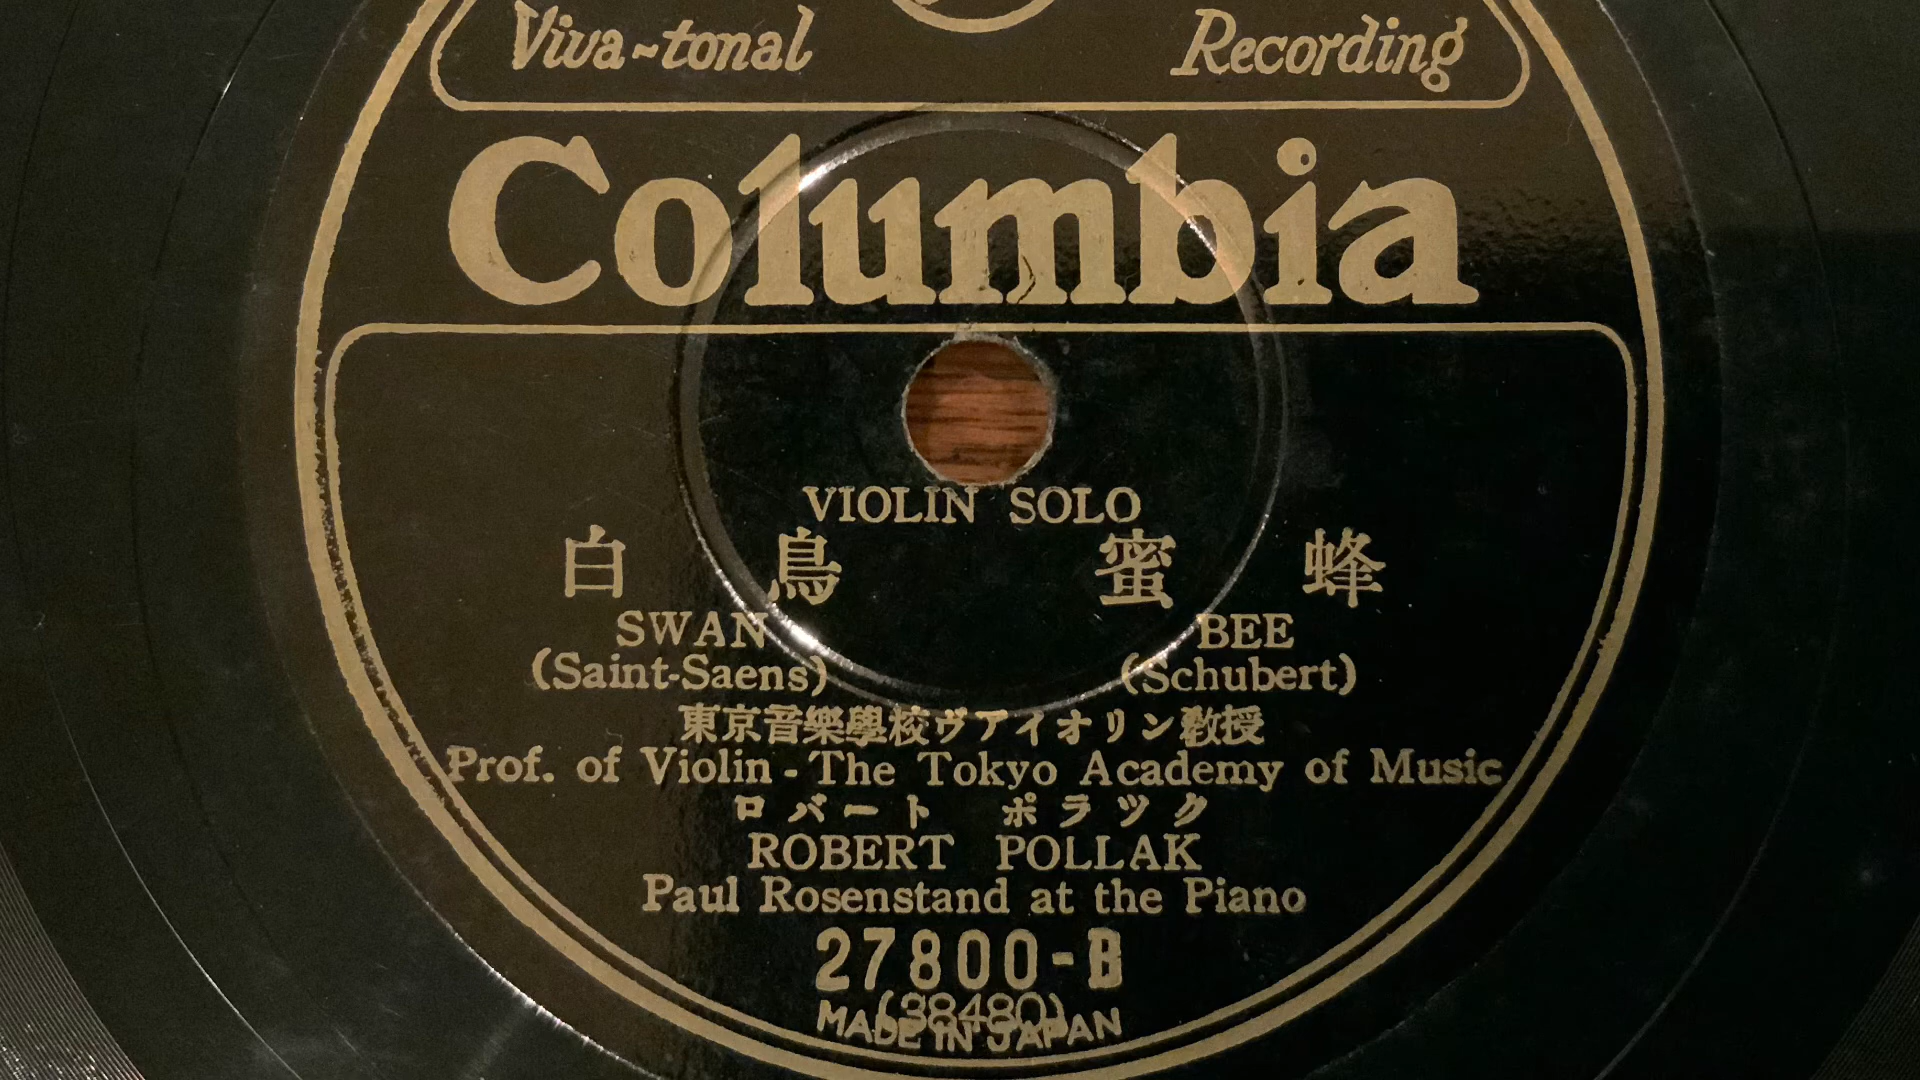 Viva-tonal Recording
Columbia
VIOLIN SOLO
白鳥 蜜蜂
SWAN BEE
(Saint-Saens) (Schubert)
東京音樂學校ヴアイオリン教授
Prof. of Violin - The Tokyo Academy of Music
ロバート ポラツク
ROBERT POLLAK
Paul Rosenstand at the Piano
27800-B
(38480)
MADE IN JAPAN